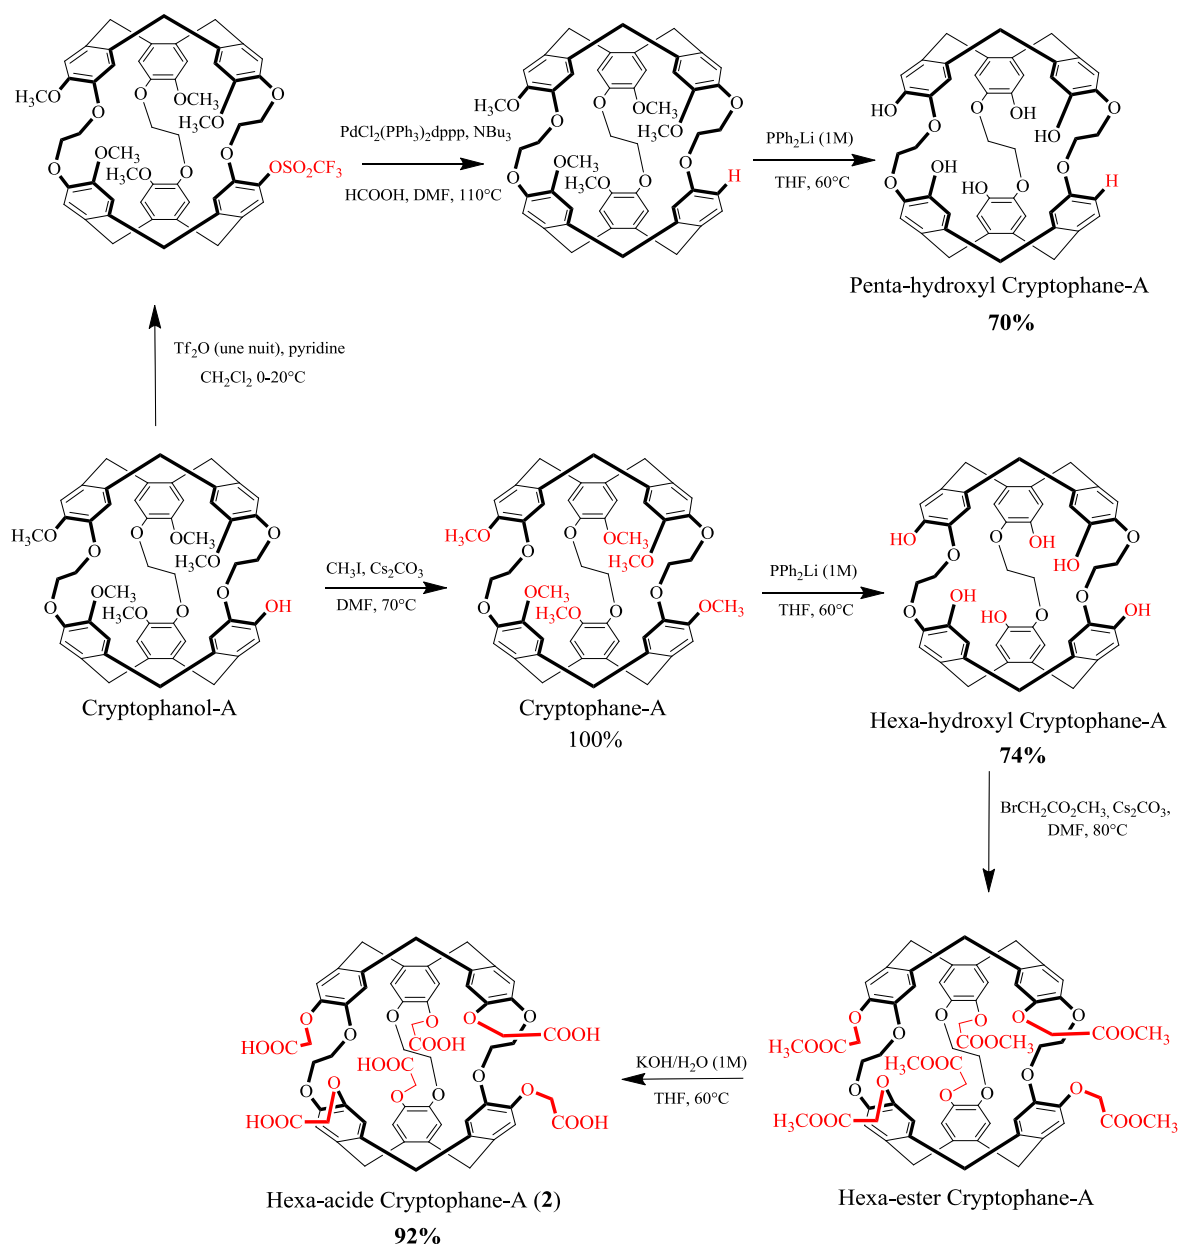 H3CO
OCH3
H3CO
O
O
O
O
O
O
OCH3
H3CO
OSO2CF3
PdCl2(PPh3)2dppp, NBu3
HCOOH, DMF, 110°C
H3CO
OCH3
H3CO
O
O
O
O
O
O
OCH3
H3CO
H
PPh2Li (1M)
THF, 60°C
HO
OH
HO
O
O
O
O
O
O
OH
HO
H
Penta-hydroxyl Cryptophane-A
70%
Tf2O (une nuit), pyridine
CH2Cl2 0-20°C
H3CO
OCH3
H3CO
O
O
O
O
O
O
OCH3
H3CO
OH
Cryptophanol-A
CH3I, Cs2CO3
DMF, 70°C
H3CO
OCH3
H3CO
O
O
O
O
O
O
OCH3
H3CO
OCH3
Cryptophane-A
100%
PPh2Li (1M)
THF, 60°C
HO
OH
HO
O
O
O
O
O
O
HO
HO
OH
Hexa-hydroxyl Cryptophane-A
74%
BrCH2CO2CH3, Cs2CO3,
DMF, 80°C
O
O
O
O
O
O
O
O
O
O
O
O
H3COOC
COOCH3
COOCH3
H3COOC
H3COOC
COOCH3
Hexa-ester Cryptophane-A
KOH/H2O (1M)
THF, 60°C
O
O
O
O
O
O
O
O
O
O
O
O
HOOC
COOH
COOH
HOOC
HOOC
COOH
Hexa-acide Cryptophane-A (2)
92%